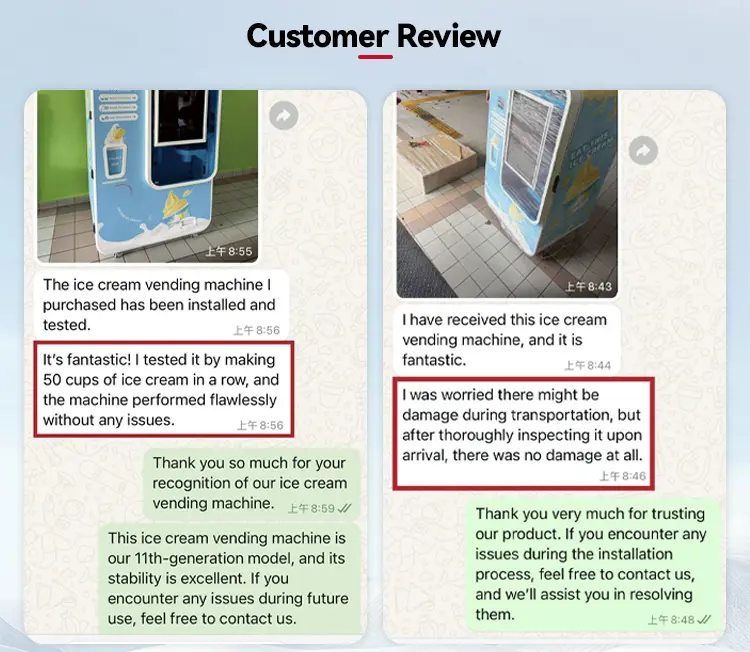 Customer Review
上午8:55
The ice cream vending machine I
purchased has been installed and
tested.
上午8:56
It's fantastic! I tested it by making
50 cups of ice cream in a row, and
the machine performed flawlessly
without any issues.
上午8:56
Thank you so much for your
recognition of our ice cream
vending machine.
上午8:59
This ice cream vending machine is
our 11th-generation model, and its
stability is excellent. If you
encounter any issues during future
use, feel free to contact us.
EAT THIS
ICE CREAM
上午8:43
I have received this ice cream
vending machine, and it is
fantastic.
上午8:44
I was worried there might be
damage during transportation, but
after thoroughly inspecting it upon
arrival, there was no damage at all.
上午8:46
Thank you very much for trusting
our product. If you encounter any
issues during the installation
process, feel free to contact us,
and we'll assist you in resolving
them.
上午8:48